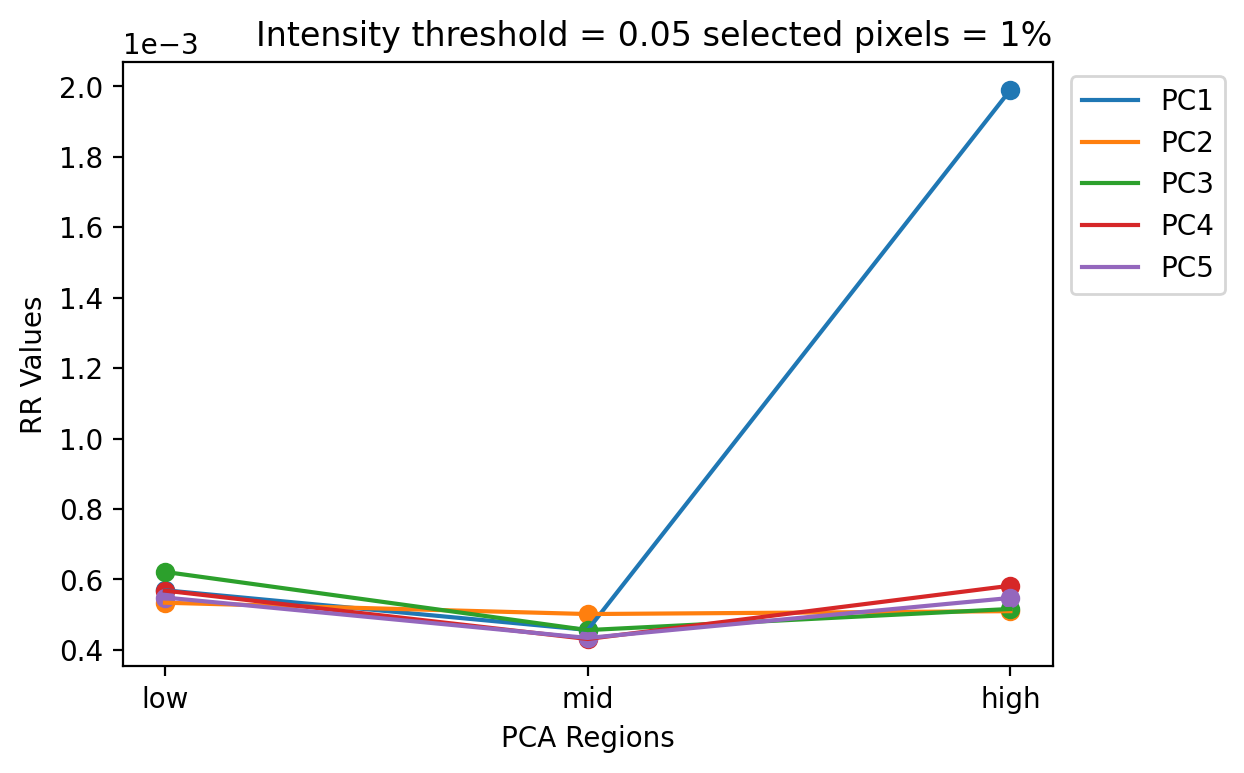 Intensity threshold = 0.05 selected pixels = 1%
1e−3
2.0
1.8
1.6
1.4
1.2
1.0
0.8
0.6
0.4
RR Values
low mid high
PCA Regions
PC1
PC2
PC3
PC4
PC5